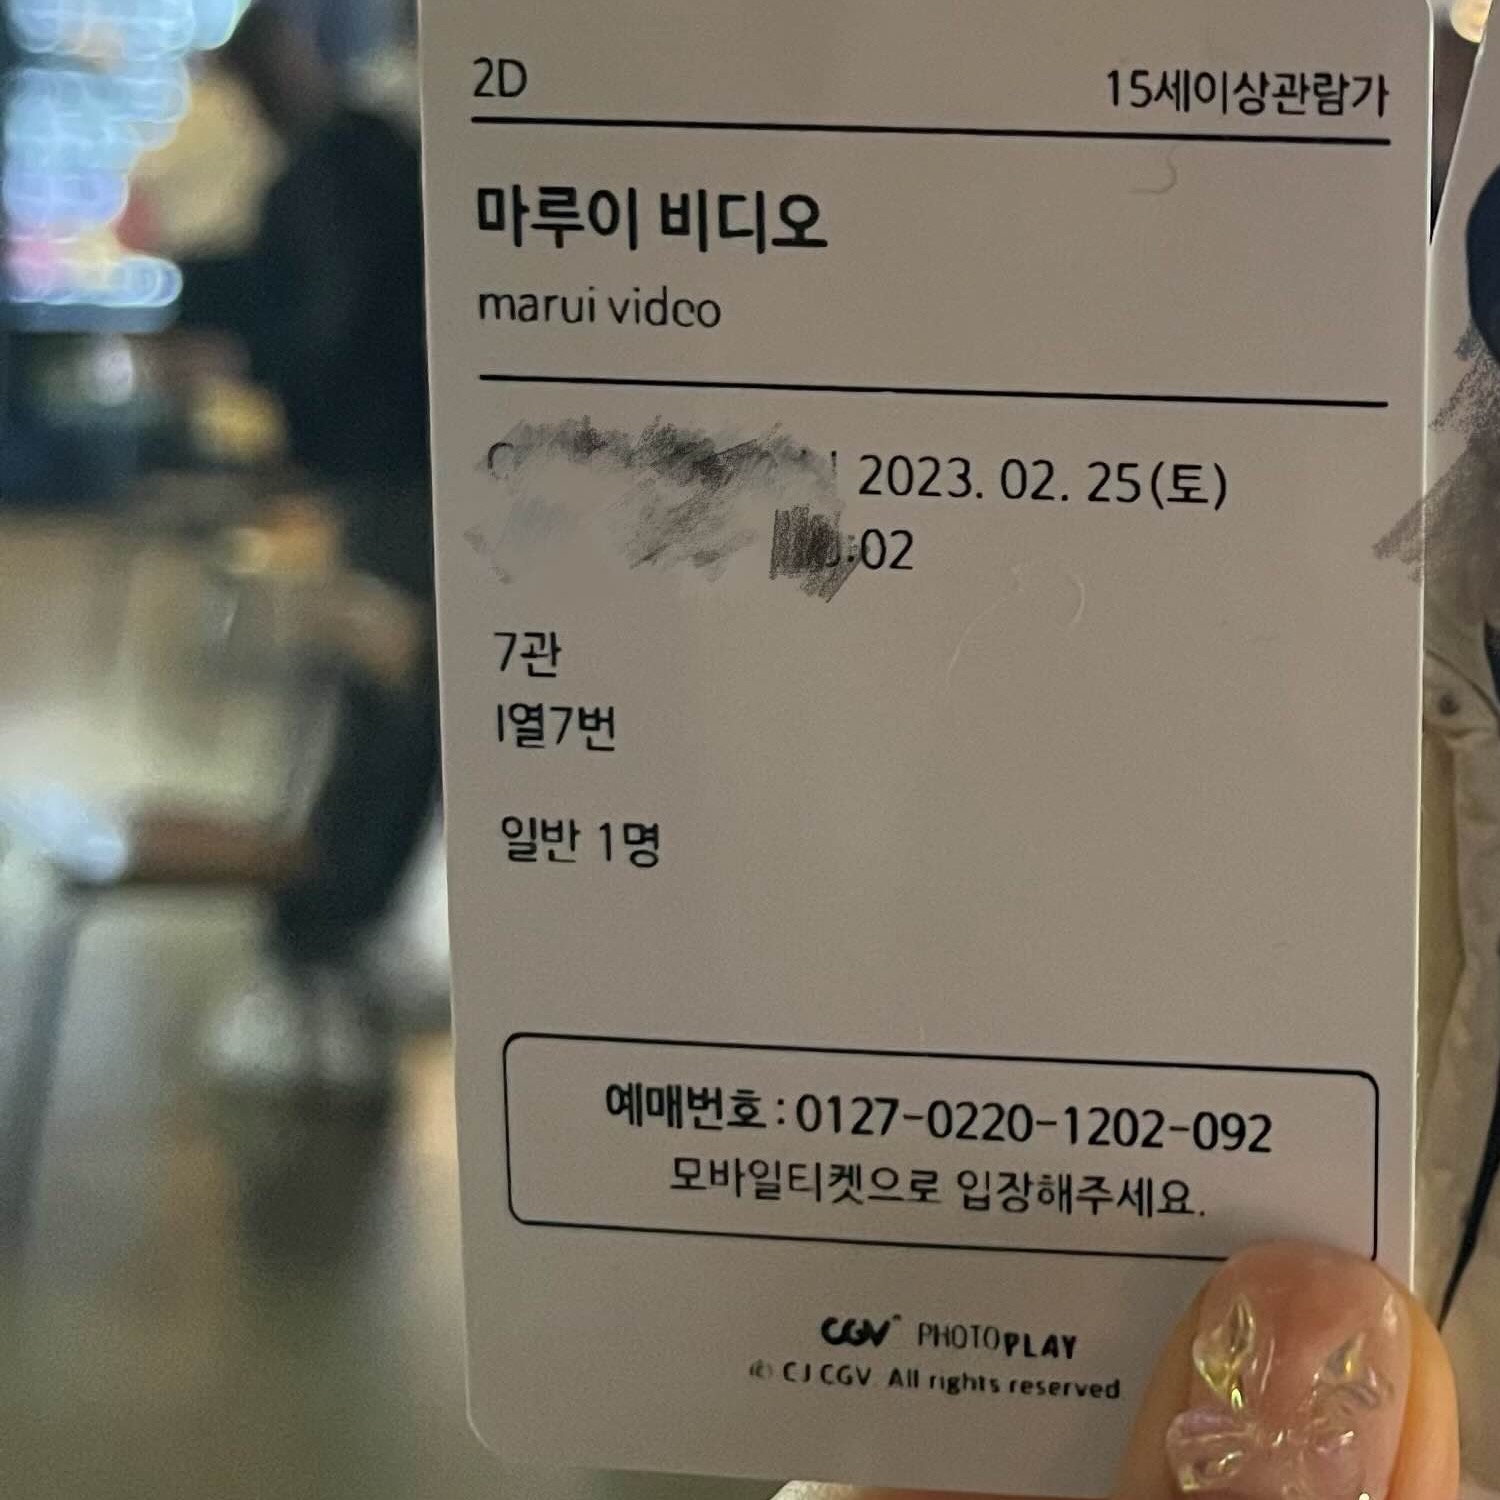 2D 15세이상관람가
마루이 비디오
marui video
2023. 02. 25(토)
:02
7관
I열7번
일반 1명
예매번호 : 0127-0220-1202-092
모바일티켓으로 입장해주세요.
CGV PHOTOPLAY
© CJ CGV. All rights reserved